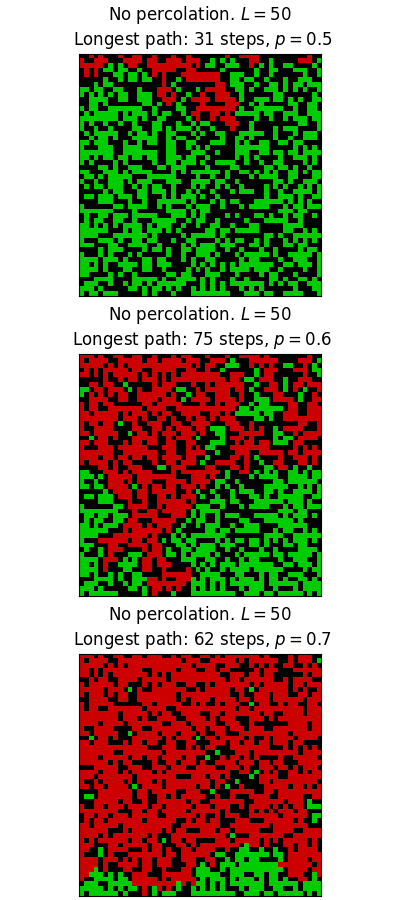 No percolation. L = 50
Longest path: 31 steps, p = 0.5
No percolation. L = 50
Longest path: 75 steps, p = 0.6
No percolation. L = 50
Longest path: 62 steps, p = 0.7